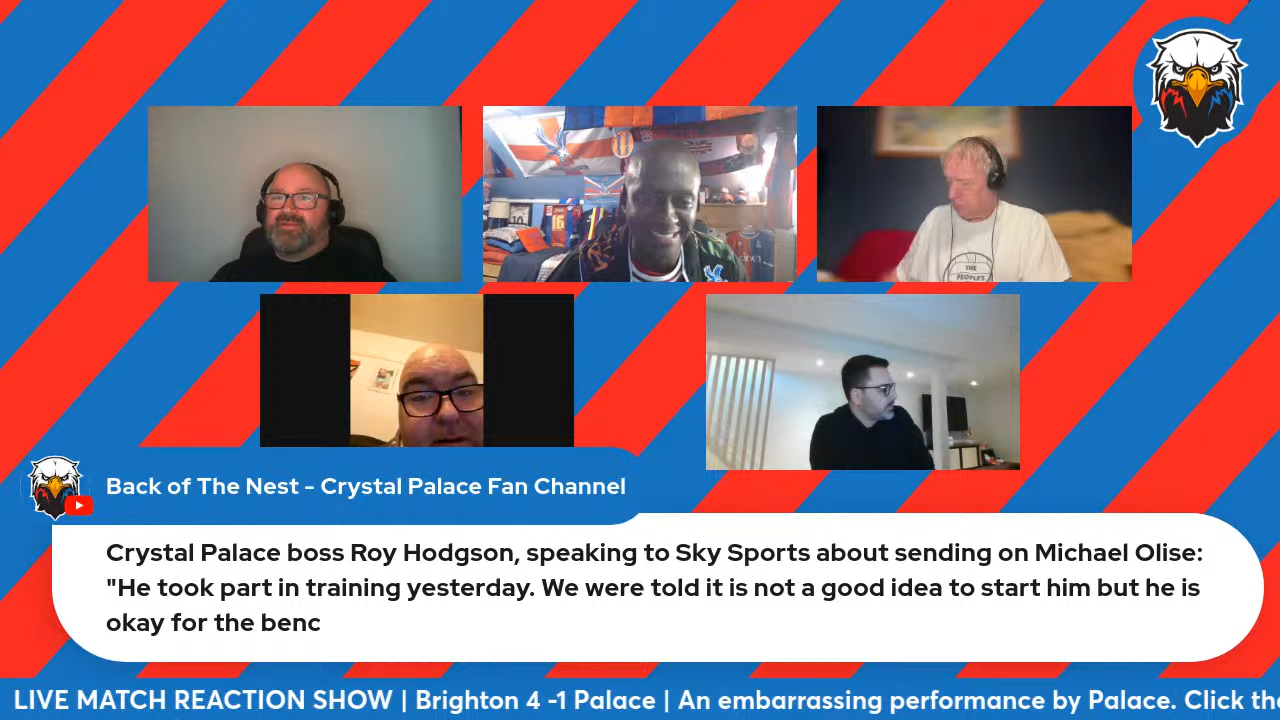 THE
PEOPLE'S
Back of The Nest - Crystal Palace Fan Channel
Crystal Palace boss Roy Hodgson, speaking to Sky Sports about sending on Michael Olise:
"He took part in training yesterday. We were told it is not a good idea to start him but he is
okay for the benc
LIVE MATCH REACTION SHOW | Brighton 4 -1 Palace | An embarrassing performance by Palace. Click th